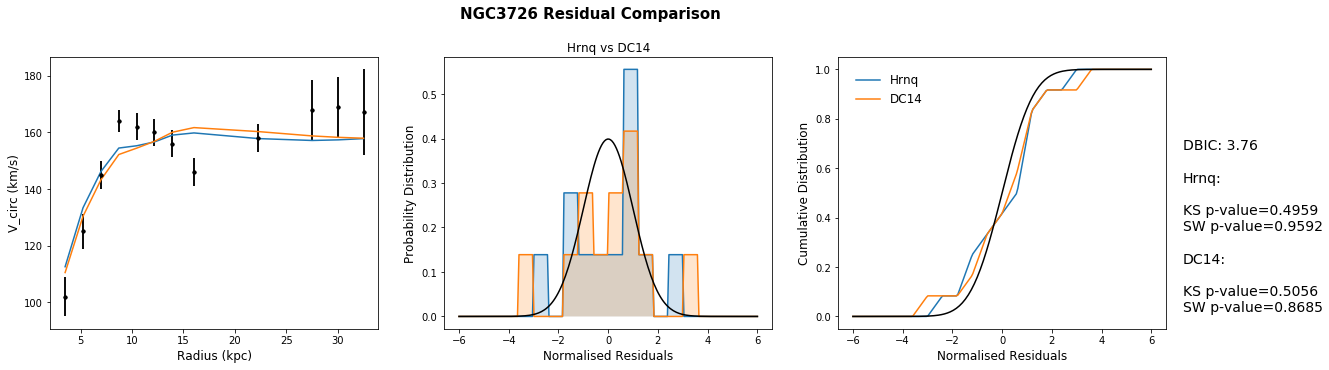 NGC3726 Residual Comparison
V_circ (km/s)
180
160
140
120
100
5 10 15 20 25 30
Radius (kpc)
Hrnq vs DC14
Probability Distribution
0.5
0.4
0.3
0.2
0.1
0.0
−6 −4 −2 0 2 4 6
Normalised Residuals
Cumulative Distribution
1.0
0.8
0.6
0.4
0.2
0.0
Hrnq
DC14
−6 −4 −2 0 2 4 6
Normalised Residuals
DBIC: 3.76
Hrnq:
KS p-value=0.4959
SW p-value=0.9592
DC14:
KS p-value=0.5056
SW p-value=0.8685